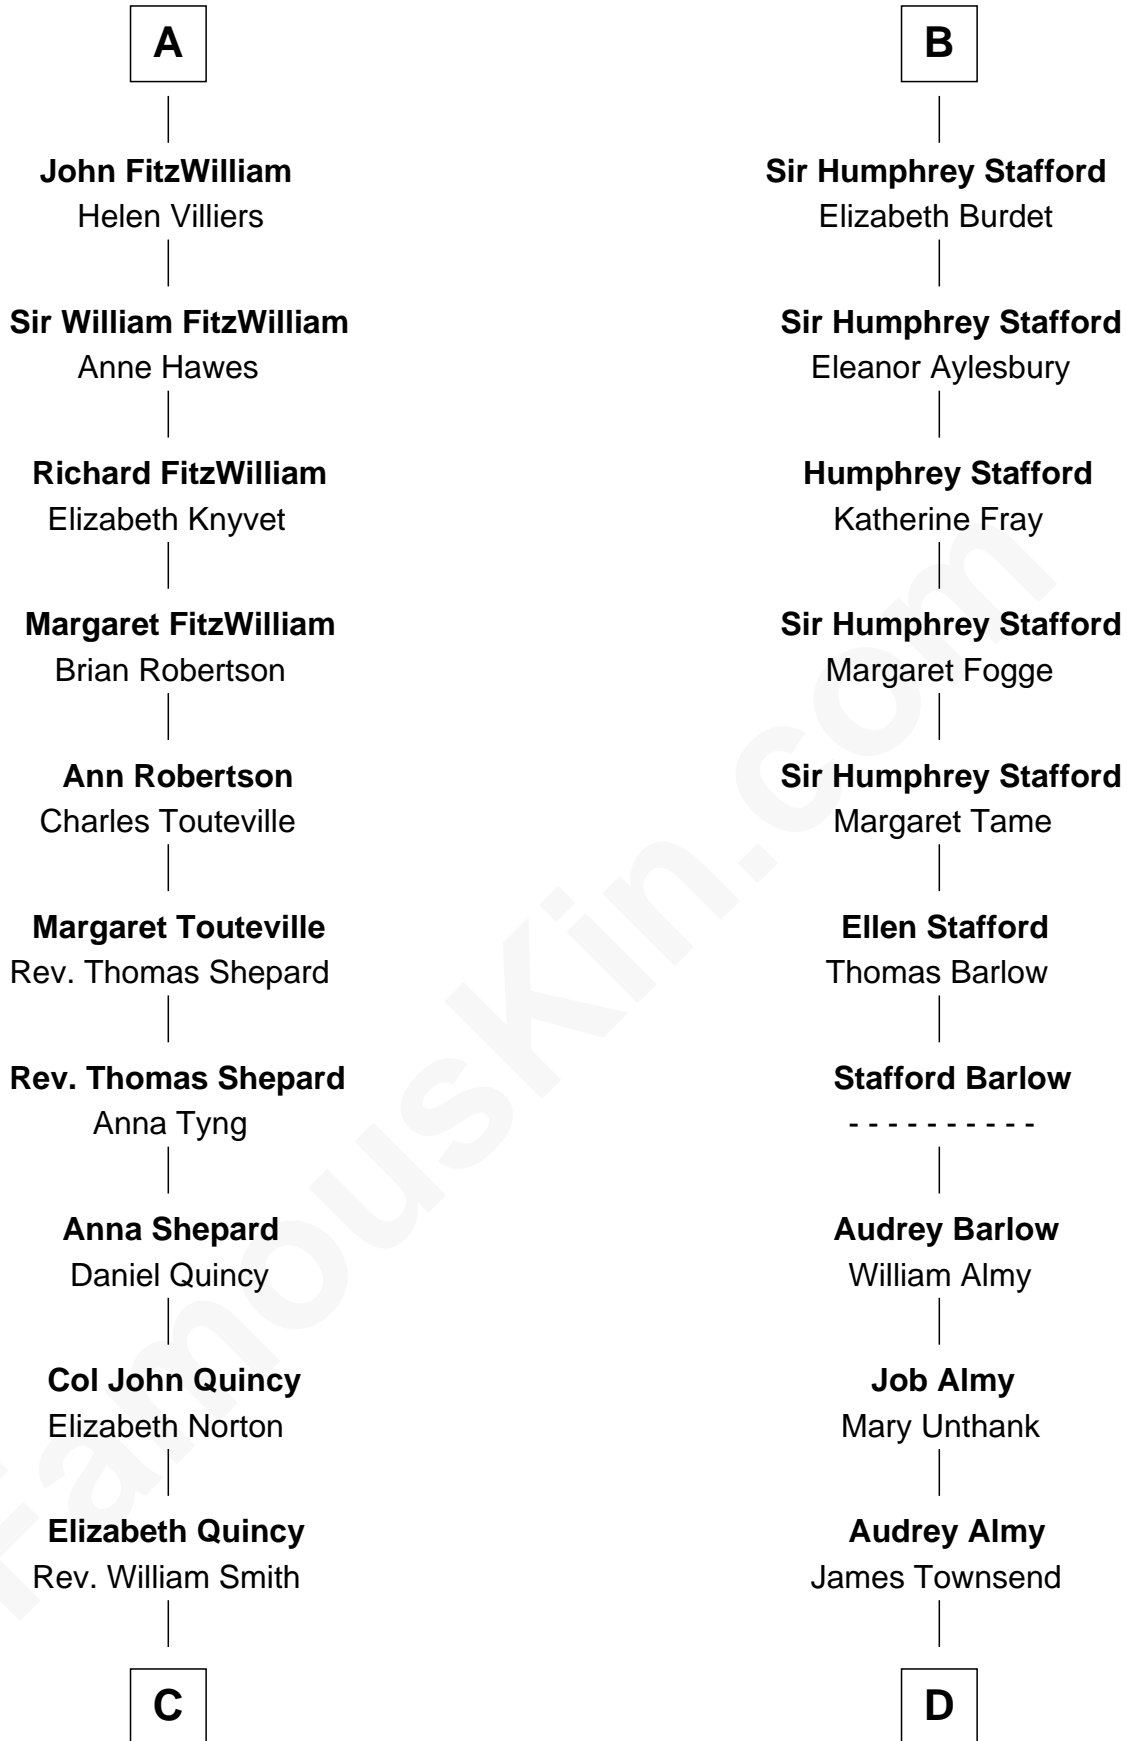 A
John FitzWilliam
Helen Villiers
Sir William FitzWilliam
Anne Hawes
Richard FitzWilliam
Elizabeth Knyvet
Margaret FitzWilliam
Brian Robertson
Ann Robertson
Charles Touteville
Margaret Touteville
Rev. Thomas Shepard
Rev. Thomas Shepard
Anna Tyng
Anna Shepard
Daniel Quincy
Col John Quincy
Elizabeth Norton
Elizabeth Quincy
Rev. William Smith
C
B
Sir Humphrey Stafford
Elizabeth Burdet
Sir Humphrey Stafford
Eleanor Aylesbury
Humphrey Stafford
Katherine Fray
Sir Humphrey Stafford
Margaret Fogge
Sir Humphrey Stafford
Margaret Tame
Ellen Stafford
Thomas Barlow
Stafford Barlow
- - - - - - - - - -
Audrey Barlow
William Almy
Job Almy
Mary Unthank
Audrey Almy
James Townsend
D
FamousKin.com